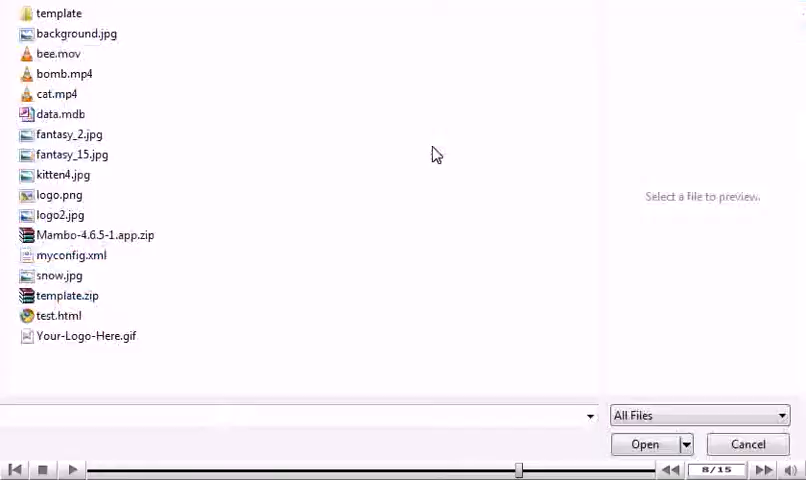 template
background.jpg
bee.mov
bomb.mp4
cat.mp4
data.mdb
fantasy_2.jpg
fantasy_15.jpg
kitten4.jpg
Select a file to preview.
logo.png
logo2.jpg
Mambo-4.6.5-1.app.zip
myconfig.xml
snow.jpg
template.zip
test.html
Your-Logo-Here.gif
All Files
Open
Cancel
8/15